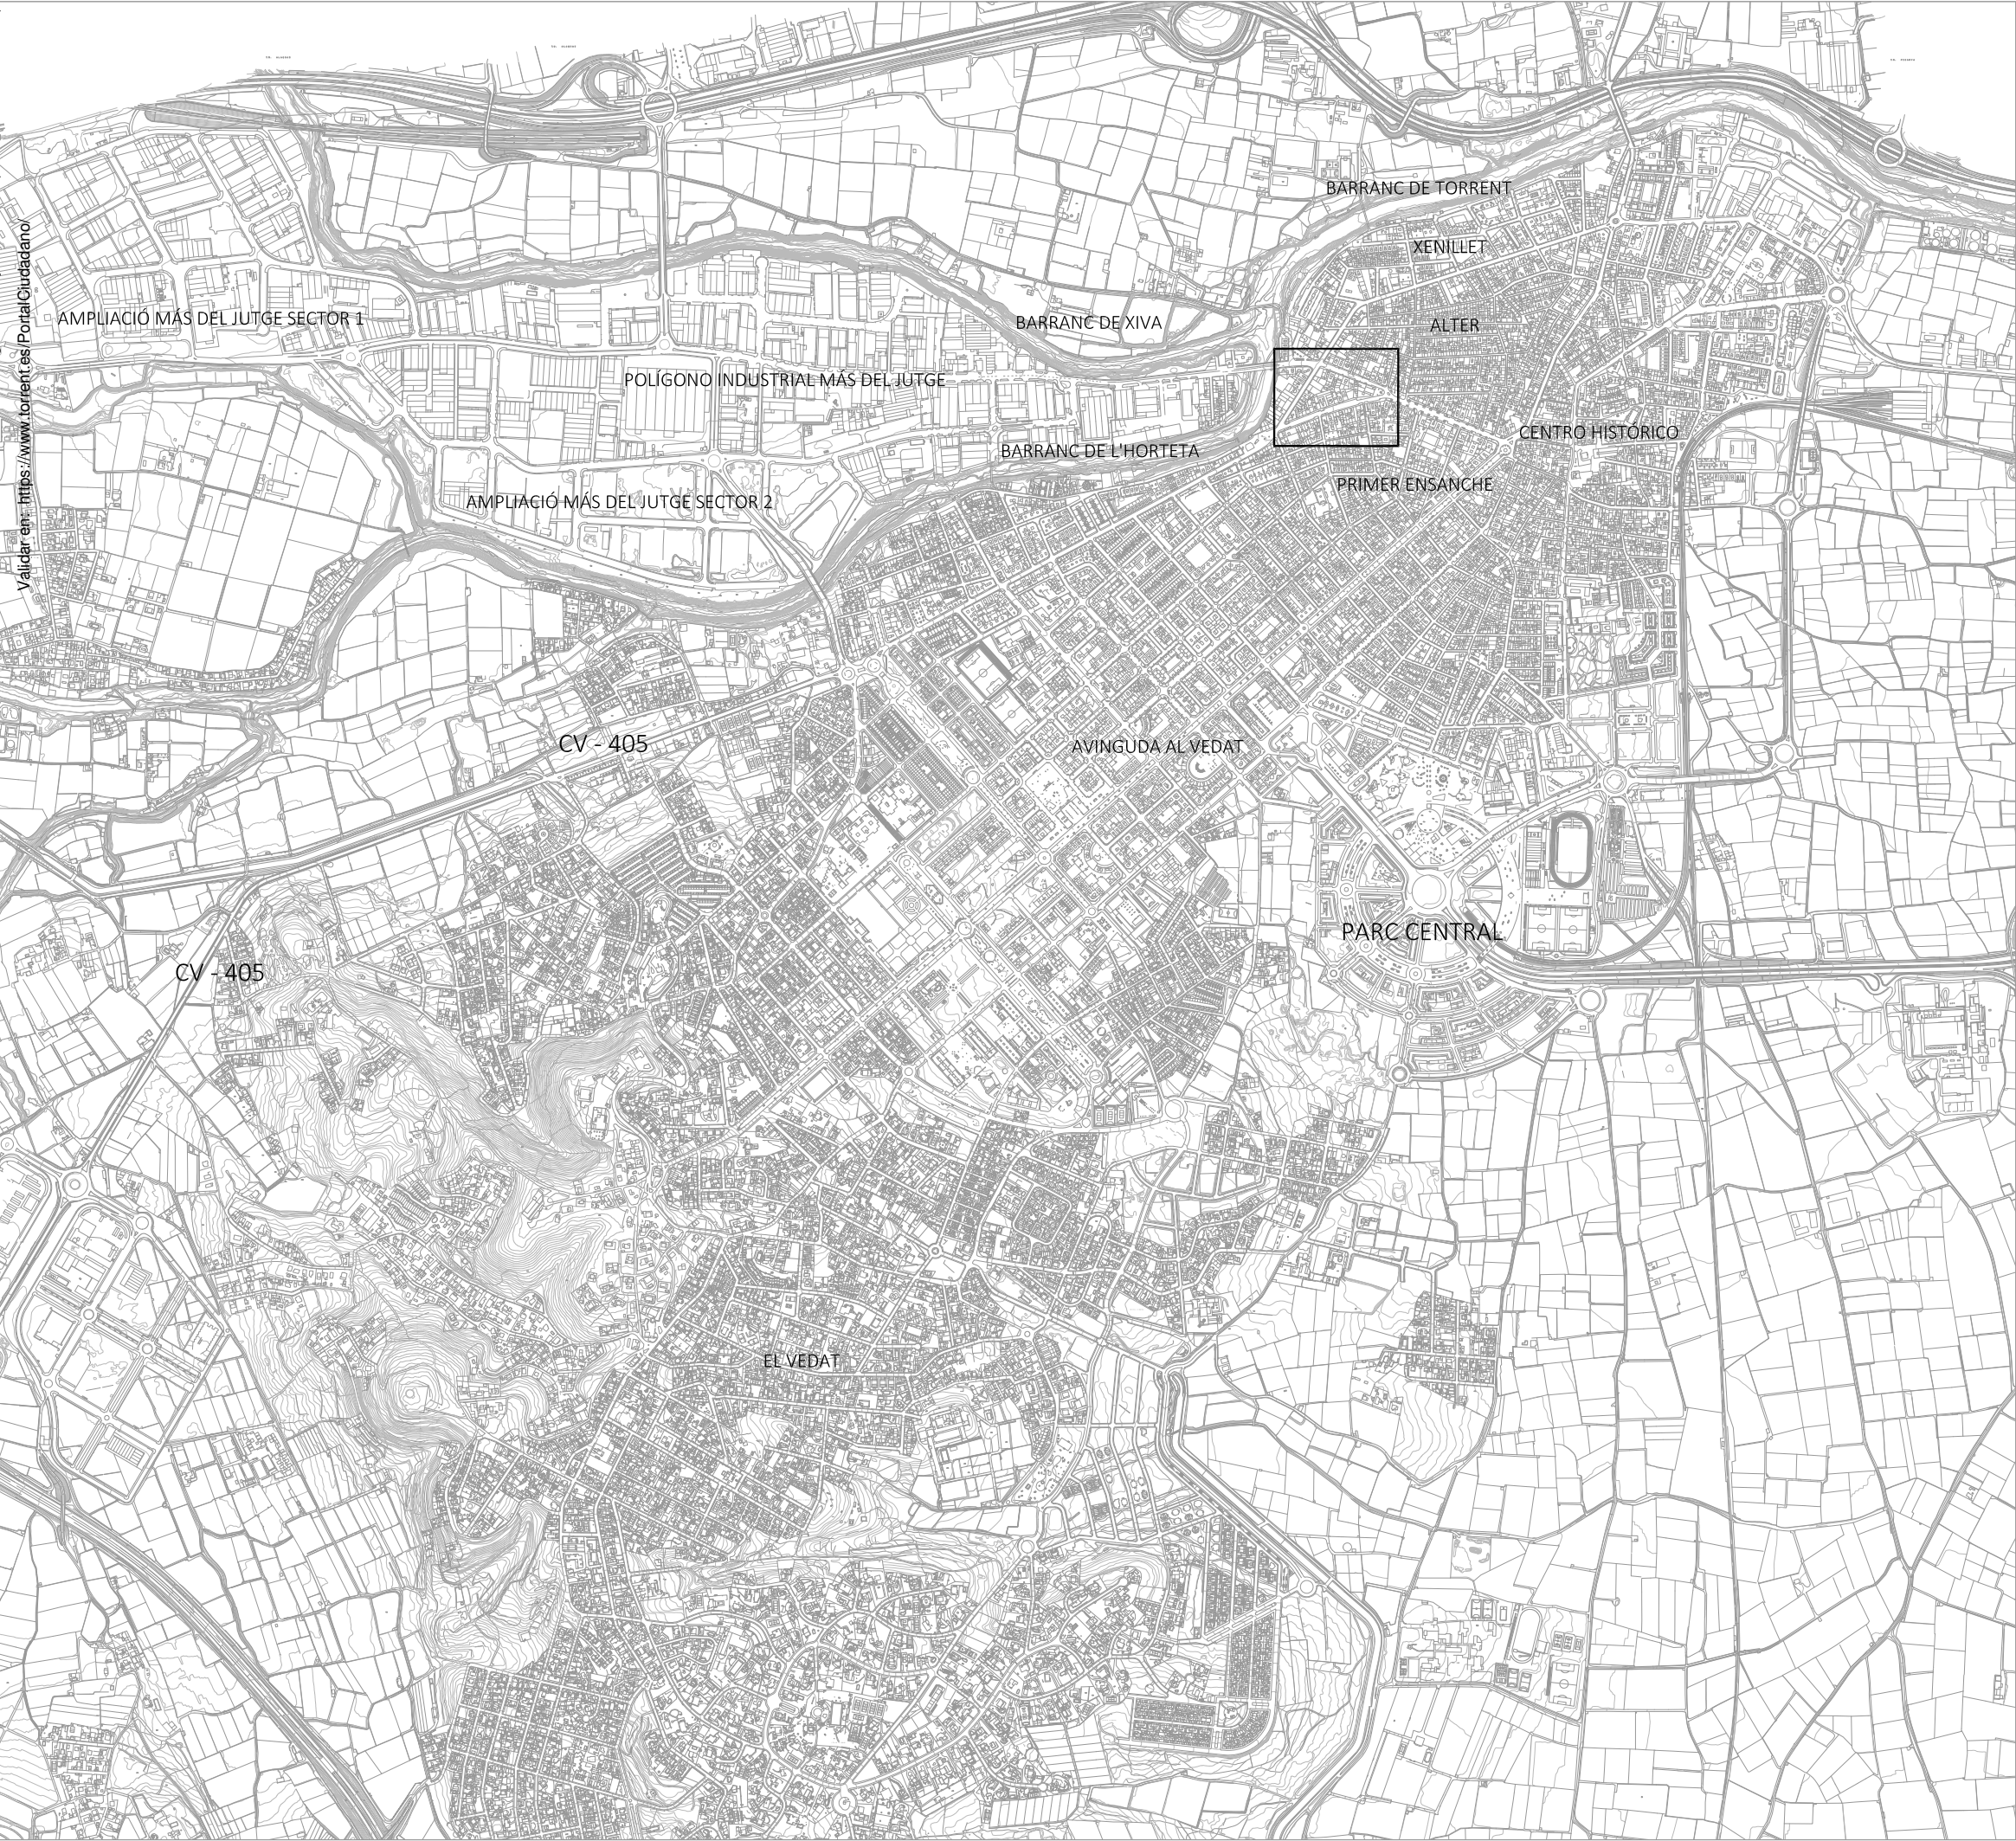 BARRANC DE TORRENT
XENILLET
AMPLIACIÓ MÁS DEL JUTGE SECTOR 1
BARRANC DE XIVA
ALTER
POLÍGONO INDUSTRIAL MÁS DEL JUTGE
CENTRO HISTÓRICO
BARRANC DE L'HORTETA
PRIMER ENSANCHE
AMPLIACIÓ MÁS DEL JUTGE SECTOR 2
Validar en: https://www.torrent.es/PortalCiudadano/
CV - 405
AVINGUDA AL VEDAT
PARC CENTRAL
CV - 405
EL VEDAT